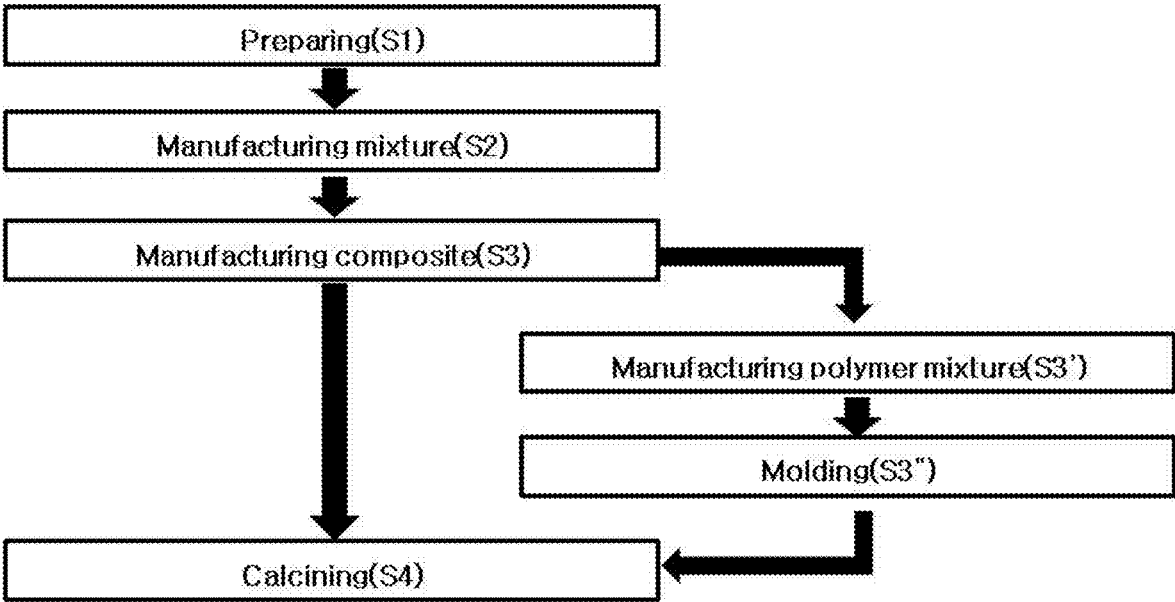 Preparing(S1)
Manufacturing mixture(S2)
Manufacturing composite(S3)
Manufacturing polymer mixture(S3')
Molding(S3")
Calcining(S4)